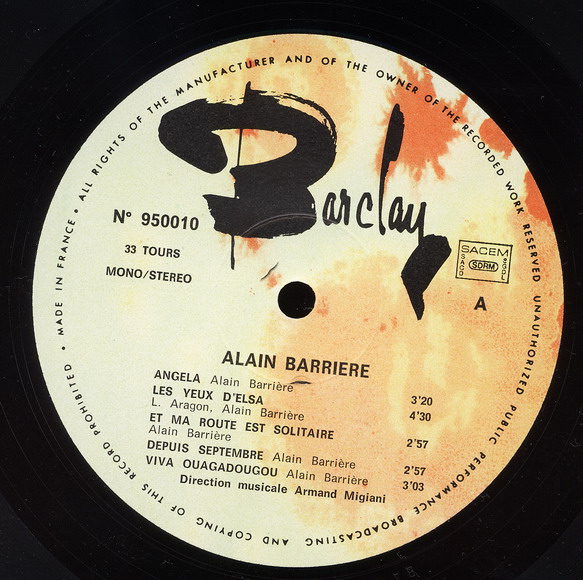 ALL RIGHTS OF THE MANUFACTURER AND OF THE OWNER OF THE RECORDED WORK RESERVED UNAUTHORIZED PUBLIC PERFORMANCE BROADCASTING AND COPYING OF THIS RECORD PROHIBITED • MADE IN FRANCE •
Barclay
N° 950010
33 TOURS
MONO/STEREO
SACEM
SACD SDRM SGDL
A
ALAIN BARRIERE
ANGELA Alain Barrière 3'20
LES YEUX D'ELSA
L. Aragon, Alain Barrière 4'30
ET MA ROUTE EST SOLITAIRE
Alain Barrière 2'57
DEPUIS SEPTEMBRE Alain Barrière 2'57
VIVA OUAGADOUGOU Alain Barrière 3'03
Direction musicale Armand Migiani